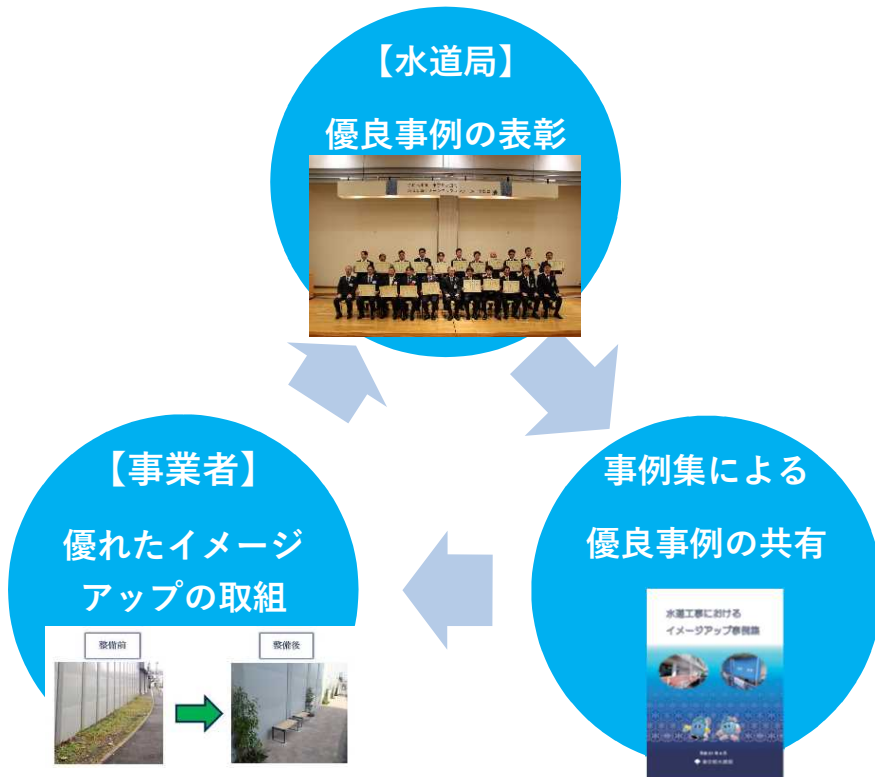 【水道局】
優良事例の表彰
【事業者】
優れたイメージ
アップの取組
整備前
整備後
事例集による
優良事例の共有
水道工事における
イメージアップ事例集